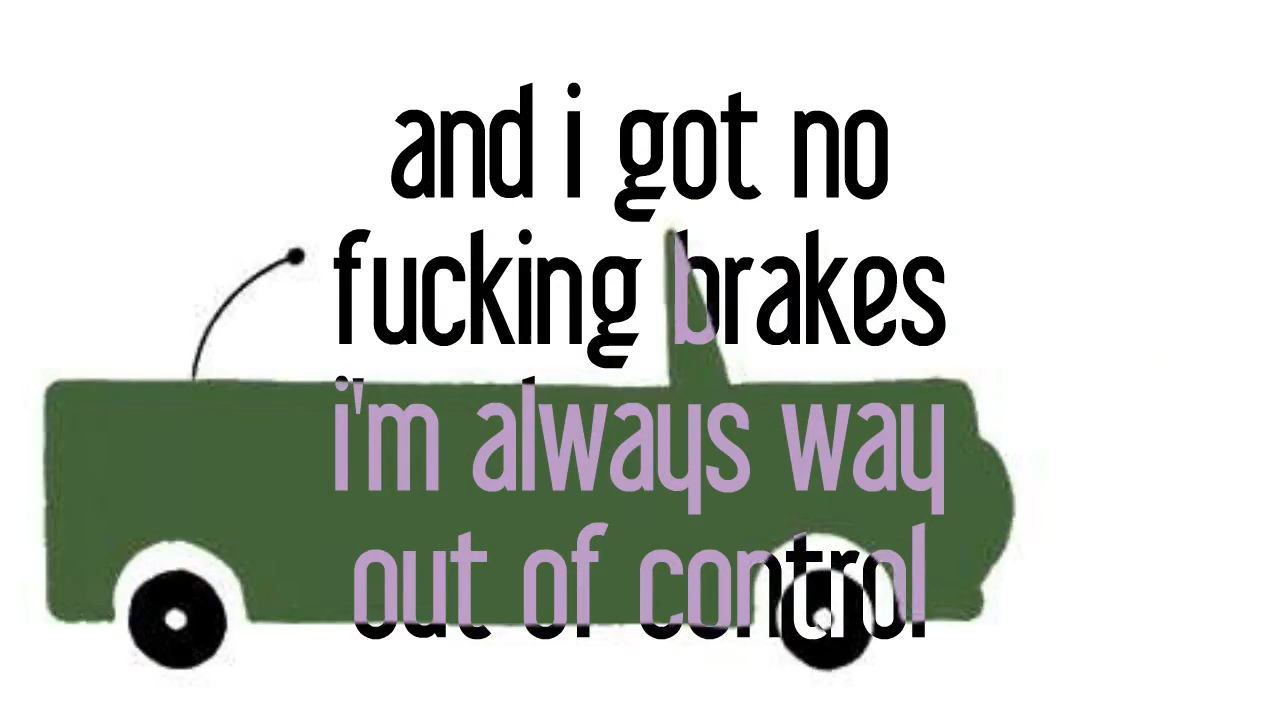 and i got no
fucking brakes
i'm always way
out of control